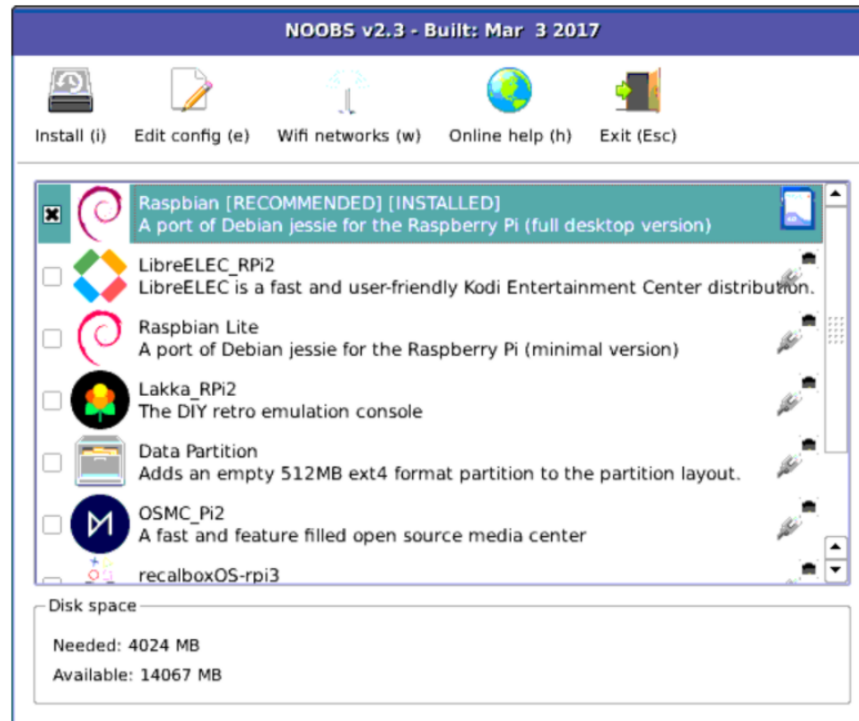 NOOBS v2.3 - Built: Mar 3 2017
Install (i) Edit config (e) Wifi networks (w) Online help (h) Exit (Esc)
Raspbian [RECOMMENDED] [INSTALLED]
A port of Debian jessie for the Raspberry Pi (full desktop version)
LibreELEC_RPi2
LibreELEC is a fast and user-friendly Kodi Entertainment Center distribution.
Raspbian Lite
A port of Debian jessie for the Raspberry Pi (minimal version)
Lakka_RPi2
The DIY retro emulation console
Data Partition
Adds an empty 512MB ext4 format partition to the partition layout.
OSMC_Pi2
A fast and feature filled open source media center
recalboxOS-rpi3
Disk space
Needed: 4024 MB
Available: 14067 MB